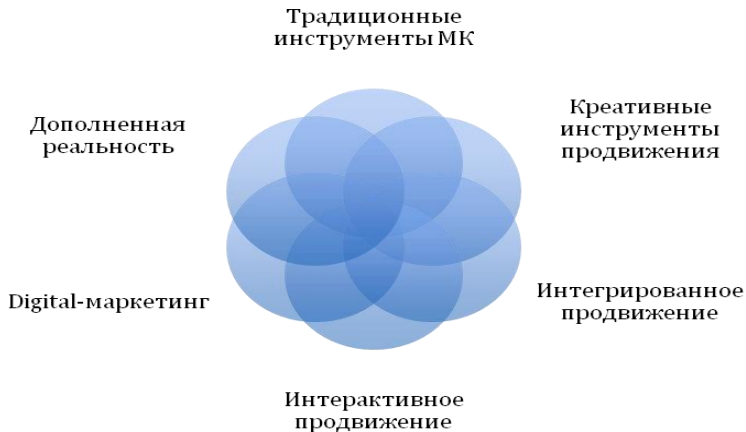 Традиционные
инструменты МК
Креативные
инструменты
продвижения
Интегрированное
продвижение
Интерактивное
продвижение
Digital-маркетинг
Дополненная
реальность